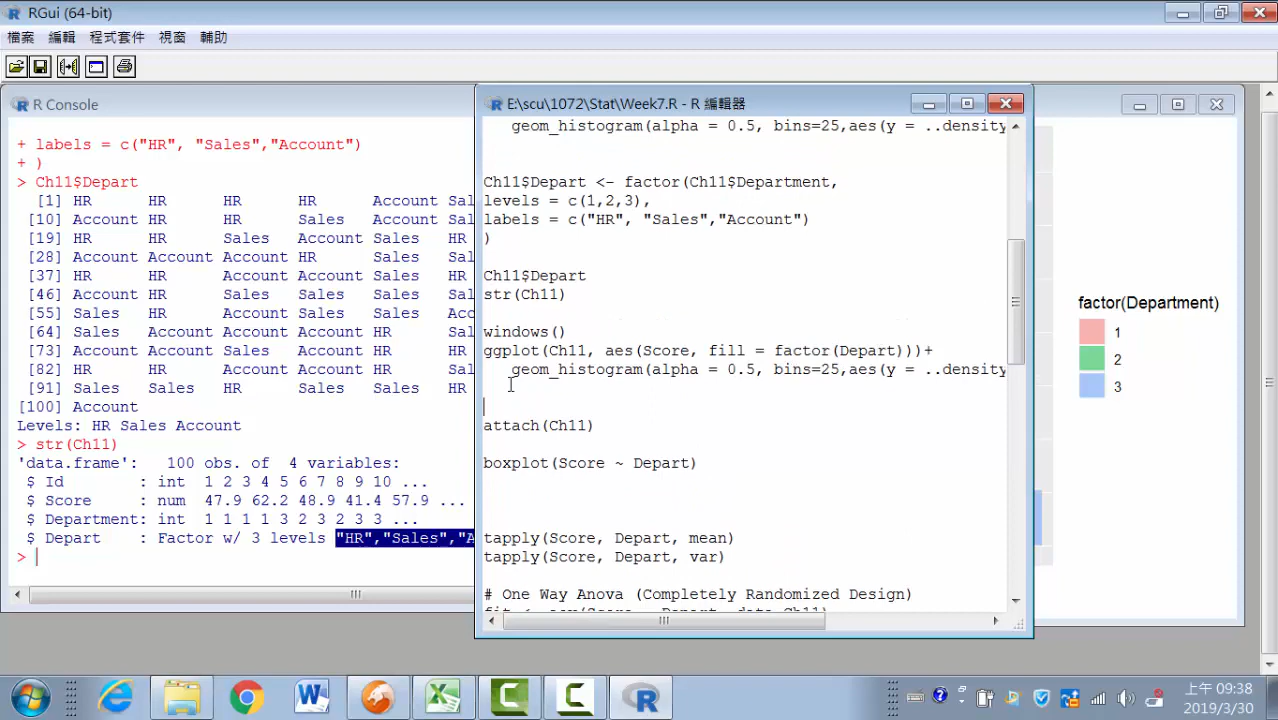 RGui (64-bit)
檔案 編輯 程式套件 視窗 輔助
R Console
+ labels = c("HR", "Sales","Account")
+ )
> Ch11$Depart
[1] HR HR HR HR Account Sal
[10] Account HR HR Sales Account
[19] HR HR Sales Account Sales HR
[28] Account Account HR Sales Account
[37] HR HR Account Account Sales HR
[46] Account HR Sales Sales Sales
[55] Sales Sales Sales Sales Acc
[64] Sales Account Account Account HR
[73] Account Account Account HR HR
[82] Account HR HR Sales Account
[91] Sales Sales Sales Sales HR
[100] Account
Levels: HR Sales Account
> str(Ch11)
'data.frame': 100 obs. of 4 variables:
$ Id : int 1 2 3 4 5 6 7 8 9 10 ...
$ Score : num 47.9 62.2 48.9 41.4 57.9 ...
$ Department: int 1 1 1 1 3 2 3 2 3 3 ...
$ Depart : Factor w/ 3 levels "HR","Sales","A
>
E:\scu\1072\Stat\Week7.R - R 編輯器
geom_histogram(alpha = 0.5, bins=25,aes(y = ..density
Ch11$Depart <- factor(Ch11$Department,
levels = c(1,2,3),
labels = c("HR", "Sales","Account")
)
Ch11$Depart
str(Ch11)
windows()
ggplot(Ch11, aes(Score, fill = factor(Depart)))+
geom_histogram(alpha = 0.5, bins=25,aes(y = ..density
attach(Ch11)
boxplot(Score ~ Depart)
tapply(Score, Depart, mean)
tapply(Score, Depart, var)
# One Way Anova (Completely Randomized Design)
factor(Department)
1
2
3
上午 09:38
2019/3/30